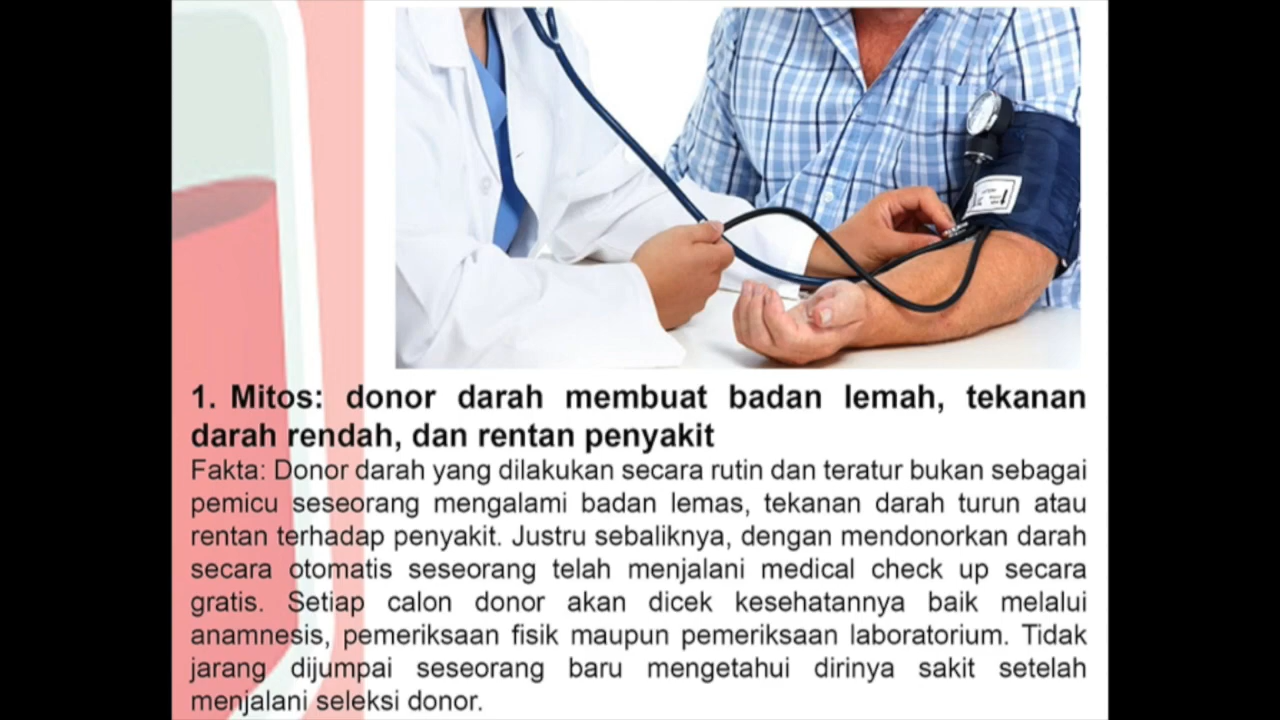 1. Mitos: donor darah membuat badan lemah, tekanan
darah rendah, dan rentan penyakit
Fakta: Donor darah yang dilakukan secara rutin dan teratur bukan sebagai
pemicu seseorang mengalami badan lemas, tekanan darah turun atau
rentan terhadap penyakit. Justru sebaliknya, dengan mendonorkan darah
secara otomatis seseorang telah menjalani medical check up secara
gratis. Setiap calon donor akan dicek kesehatannya baik melalui
anamnesis, pemeriksaan fisik maupun pemeriksaan laboratorium. Tidak
jarang dijumpai seseorang baru mengetahui dirinya sakit setelah
menjalani seleksi donor.